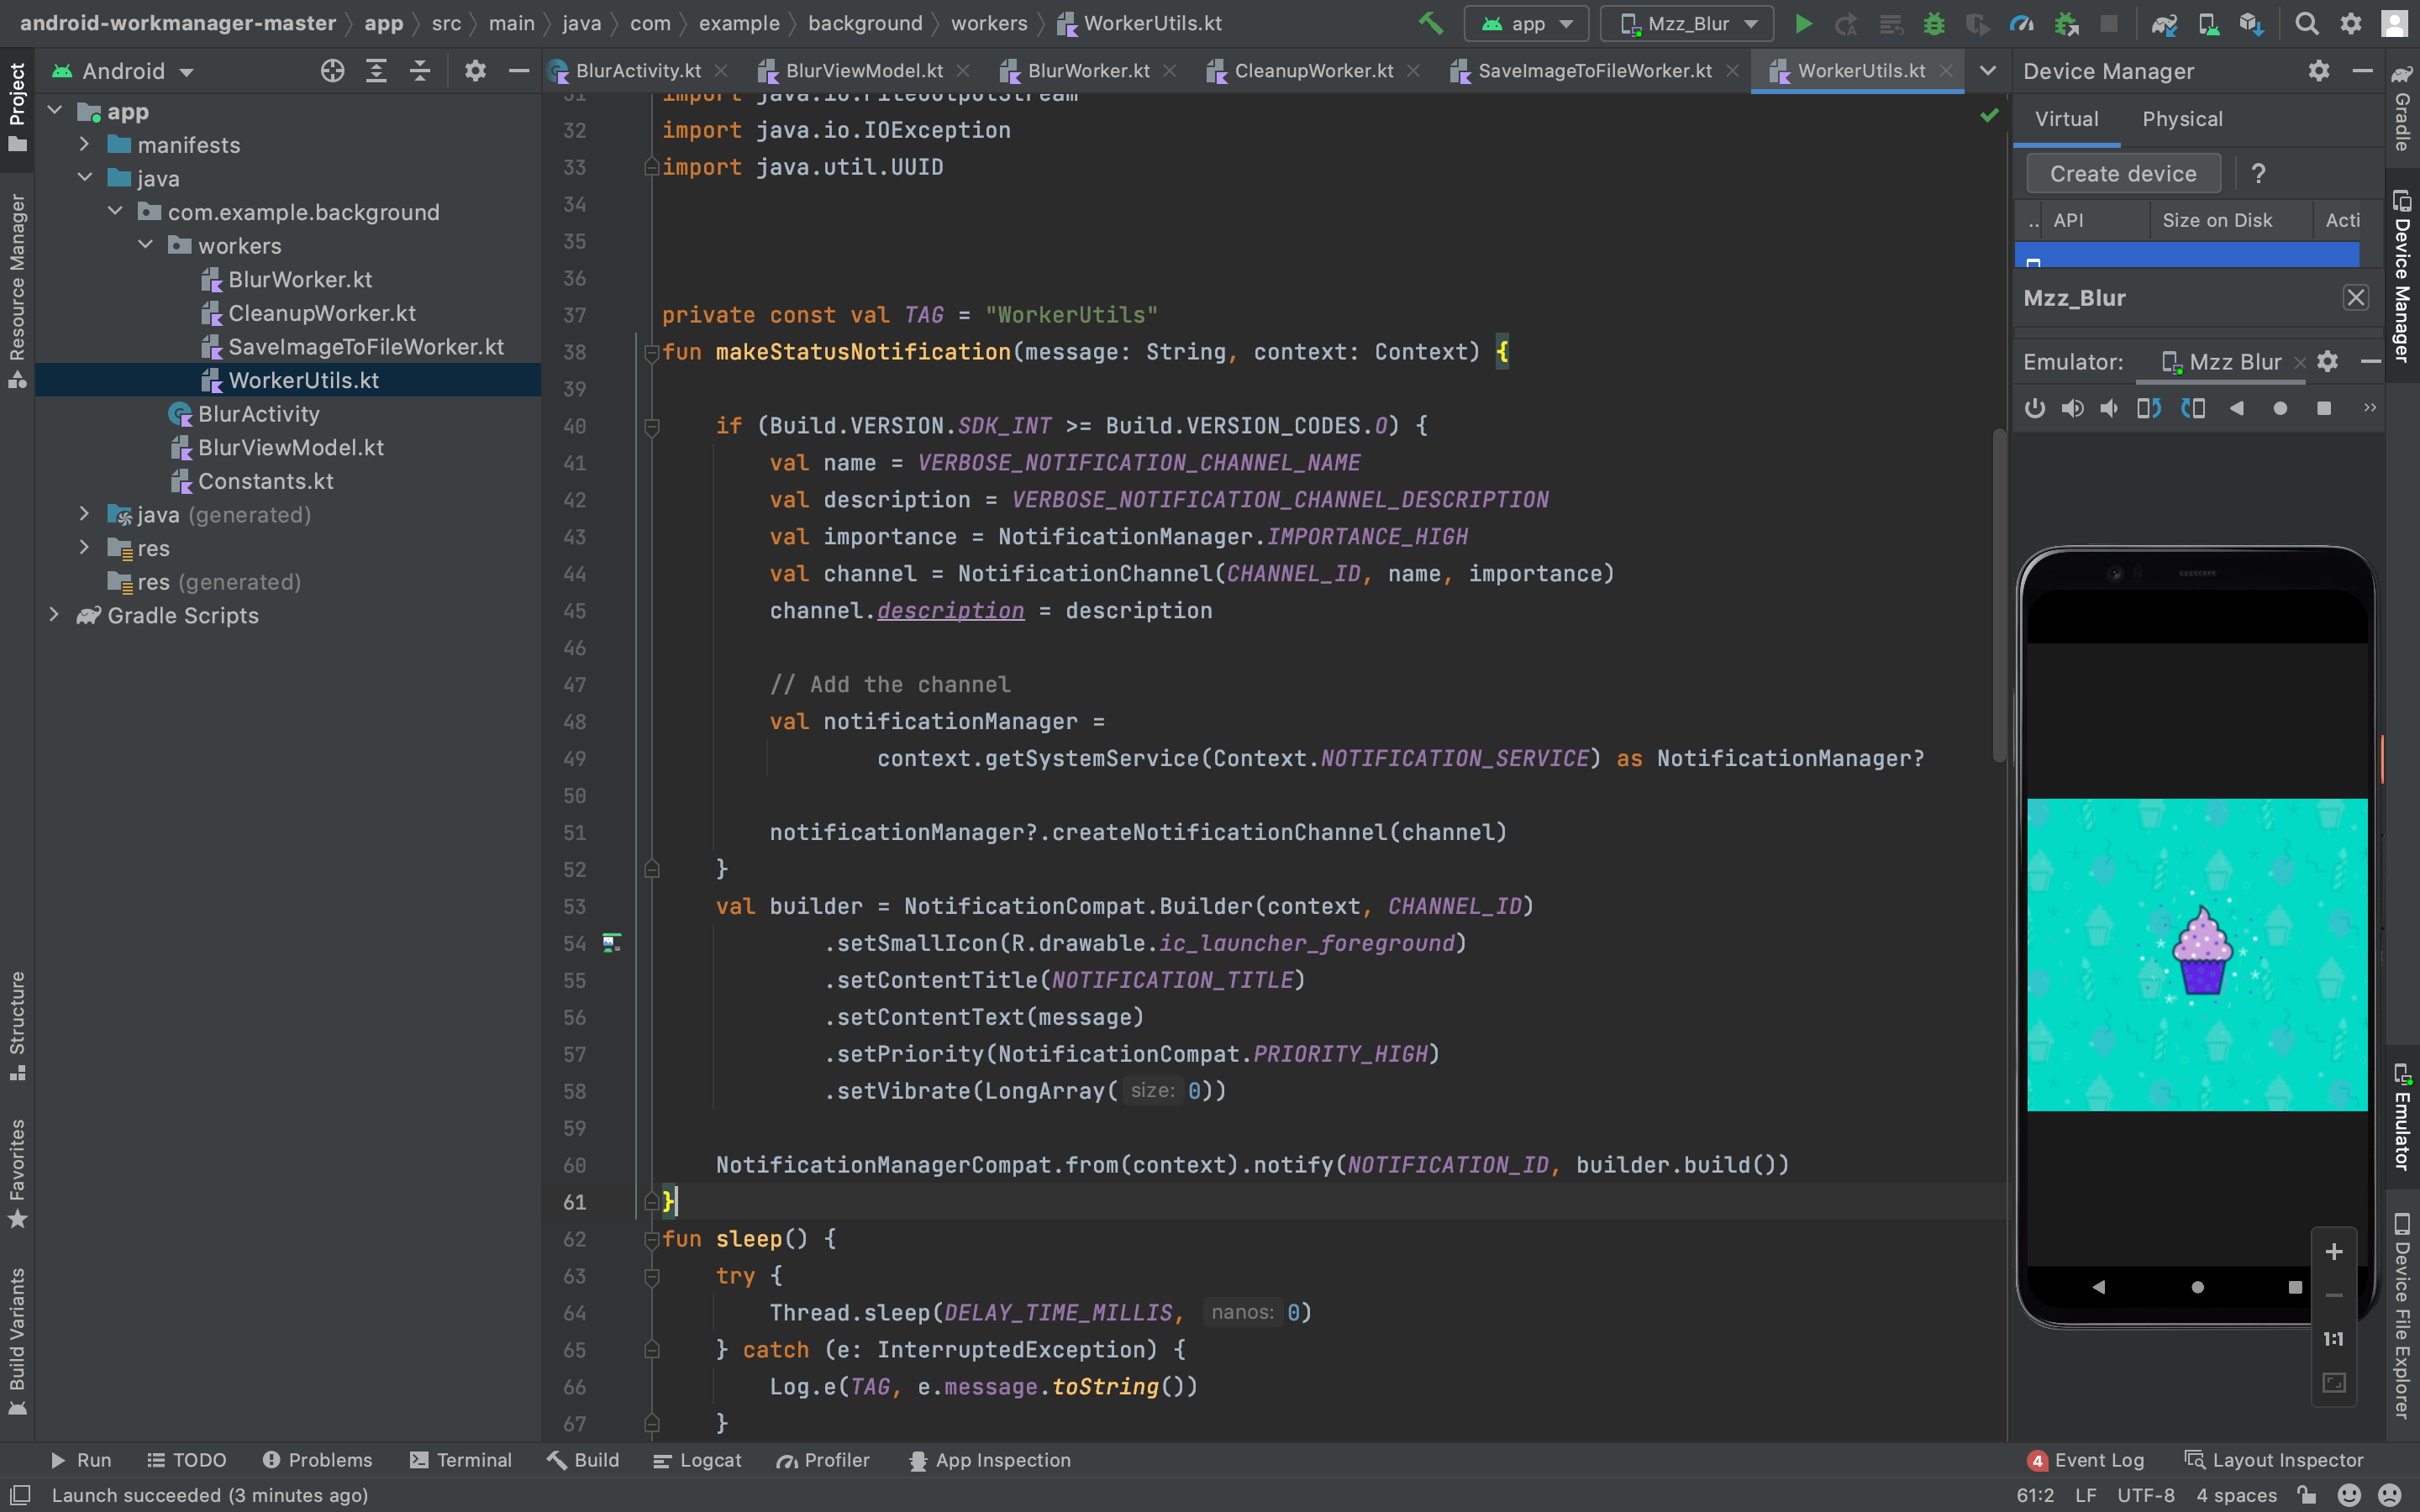 android-workmanager-master app src main java com example background workers WorkerUtils.kt app Mzz_Blur
Android
BlurActivity.kt BlurViewModel.kt BlurWorker.kt CleanupWorker.kt SaveImageToFileWorker.kt WorkerUtils.kt
Device Manager
Project
Resource Manager
Structure
Favorites
Build Variants
app
manifests
java
com.example.background
workers
BlurWorker.kt
CleanupWorker.kt
SaveImageToFileWorker.kt
WorkerUtils.kt
BlurActivity
BlurViewModel.kt
Constants.kt
java (generated)
res
res (generated)
Gradle Scripts
31 import java.io.FileOutputStream
32 import java.io.IOException
33 import java.util.UUID
34
35
36
37 private const val TAG = "WorkerUtils"
38 fun makeStatusNotification(message: String, context: Context) {
39
40 if (Build.VERSION.SDK_INT >= Build.VERSION_CODES.O) {
41 val name = VERBOSE_NOTIFICATION_CHANNEL_NAME
42 val description = VERBOSE_NOTIFICATION_CHANNEL_DESCRIPTION
43 val importance = NotificationManager.IMPORTANCE_HIGH
44 val channel = NotificationChannel(CHANNEL_ID, name, importance)
45 channel.description = description
46
47 // Add the channel
48 val notificationManager =
49 context.getSystemService(Context.NOTIFICATION_SERVICE) as NotificationManager?
50
51 notificationManager?.createNotificationChannel(channel)
52 }
53 val builder = NotificationCompat.Builder(context, CHANNEL_ID)
54 .setSmallIcon(R.drawable.ic_launcher_foreground)
55 .setContentTitle(NOTIFICATION_TITLE)
56 .setContentText(message)
57 .setPriority(NotificationCompat.PRIORITY_HIGH)
58 .setVibrate(LongArray( size: 0))
59
60 NotificationManagerCompat.from(context).notify(NOTIFICATION_ID, builder.build())
61 }
62 fun sleep() {
63 try {
64 Thread.sleep(DELAY_TIME_MILLIS, nanos: 0)
65 } catch (e: InterruptedException) {
66 Log.e(TAG, e.message.toString())
67 }
Virtual Physical
Create device ?
.. API Size on Disk Acti
Mzz_Blur
Emulator: Mzz Blur
1:1
Gradle
Device Manager
Emulator
Device File Explorer
Run TODO Problems Terminal Build Logcat Profiler App Inspection 4 Event Log Layout Inspector
Launch succeeded (3 minutes ago) 61:2 LF UTF-8 4 spaces